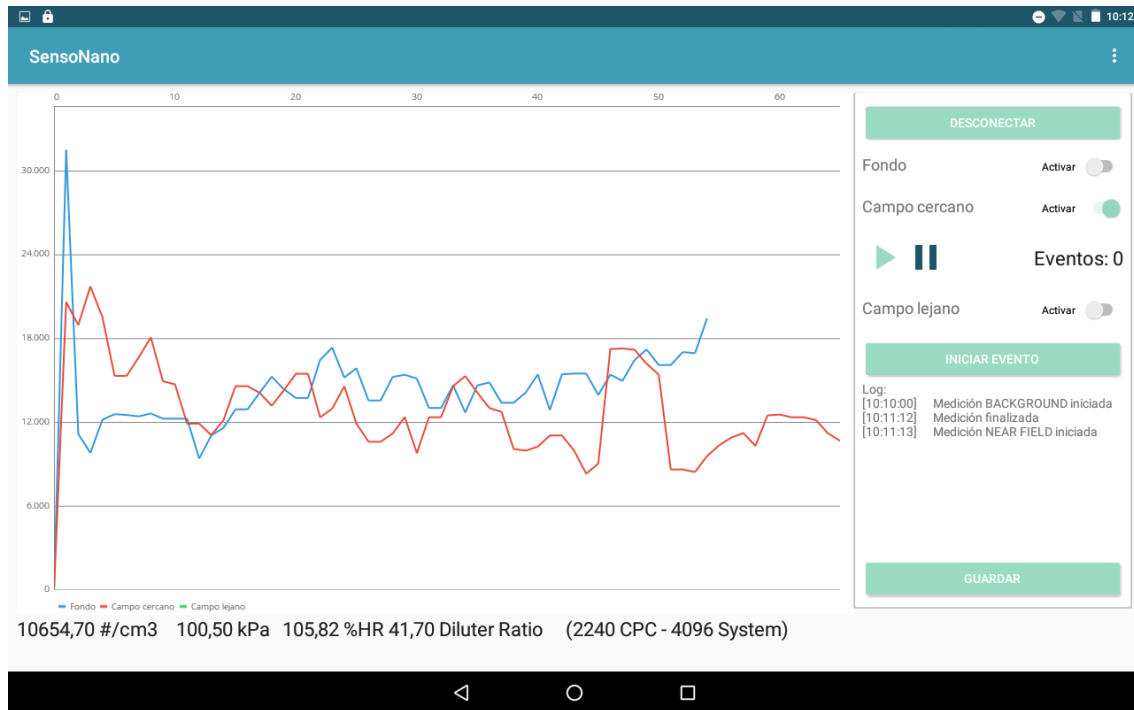 10:12
SensoNano
0 10 20 30 40 50 60
30.000
24.000
18.000
12.000
6.000
0
Fondo Campo cercano Campo lejano
DESCONECTAR
Fondo Activar
Campo cercano Activar
Eventos: 0
Campo lejano Activar
INICIAR EVENTO
Log:
[10:10:00] Medición BACKGROUND iniciada
[10:11:12] Medición finalizada
[10:11:13] Medición NEAR FIELD iniciada
GUARDAR
10654,70 #/cm3 100,50 kPa 105,82 %HR 41,70 Diluter Ratio (2240 CPC - 4096 System)